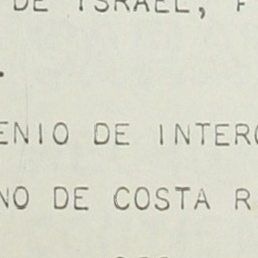 DE ISRAEL, F
ENIO DE INTERC
NO DE COSTA R